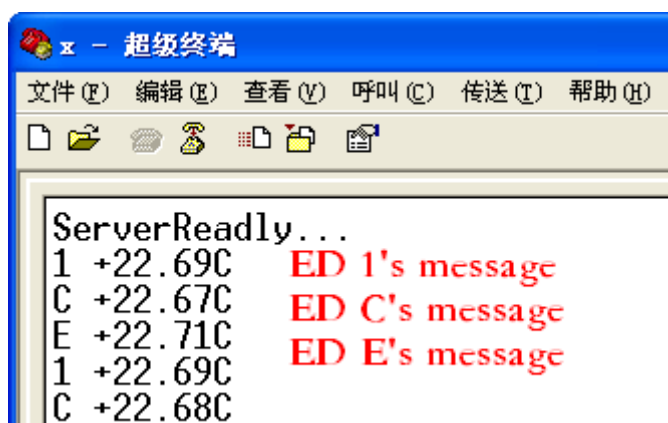 x - 超级终端
文件(F) 编辑(E) 查看(V) 呼叫(C) 传送(T) 帮助(H)
ServerReadly...
1 +22.69C ED 1's message
C +22.67C ED C's message
E +22.71C ED E's message
1 +22.69C
C +22.68C